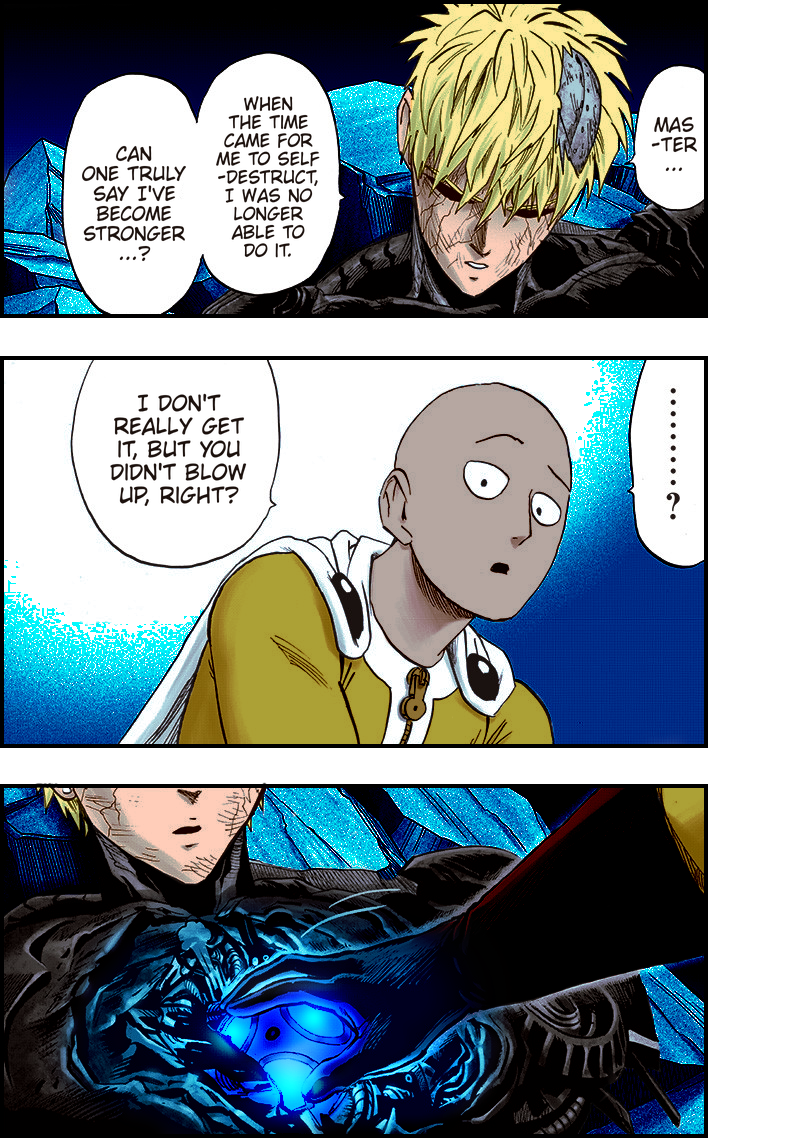 MAS
-TER
...
WHEN
THE TIME
CAME FOR
ME TO SELF
-DESTRUCT,
I WAS NO
LONGER
ABLE TO
DO IT.
CAN
ONE TRULY
SAY I'VE
BECOME
STRONGER
...?
.........?
I DON'T
REALLY GET
IT, BUT YOU
DIDN'T BLOW
UP, RIGHT?